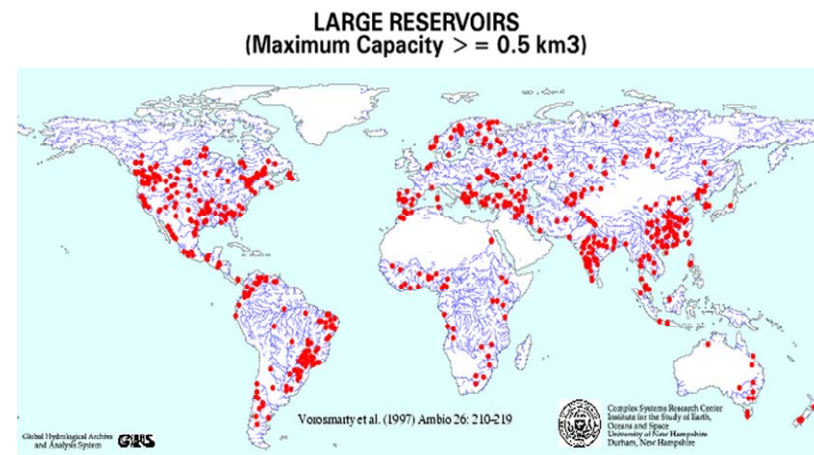 LARGE RESERVOIRS
(Maximum Capacity > = 0.5 km3)
Vorosmarty et al. (1997) Ambio 26: 210-219
Global Hydrological Archive
and Analysis System
Complex Systems Research Center
Institute for the Study of Earth,
Oceans and Space
University of New Hampshire
Durham, New Hampshire